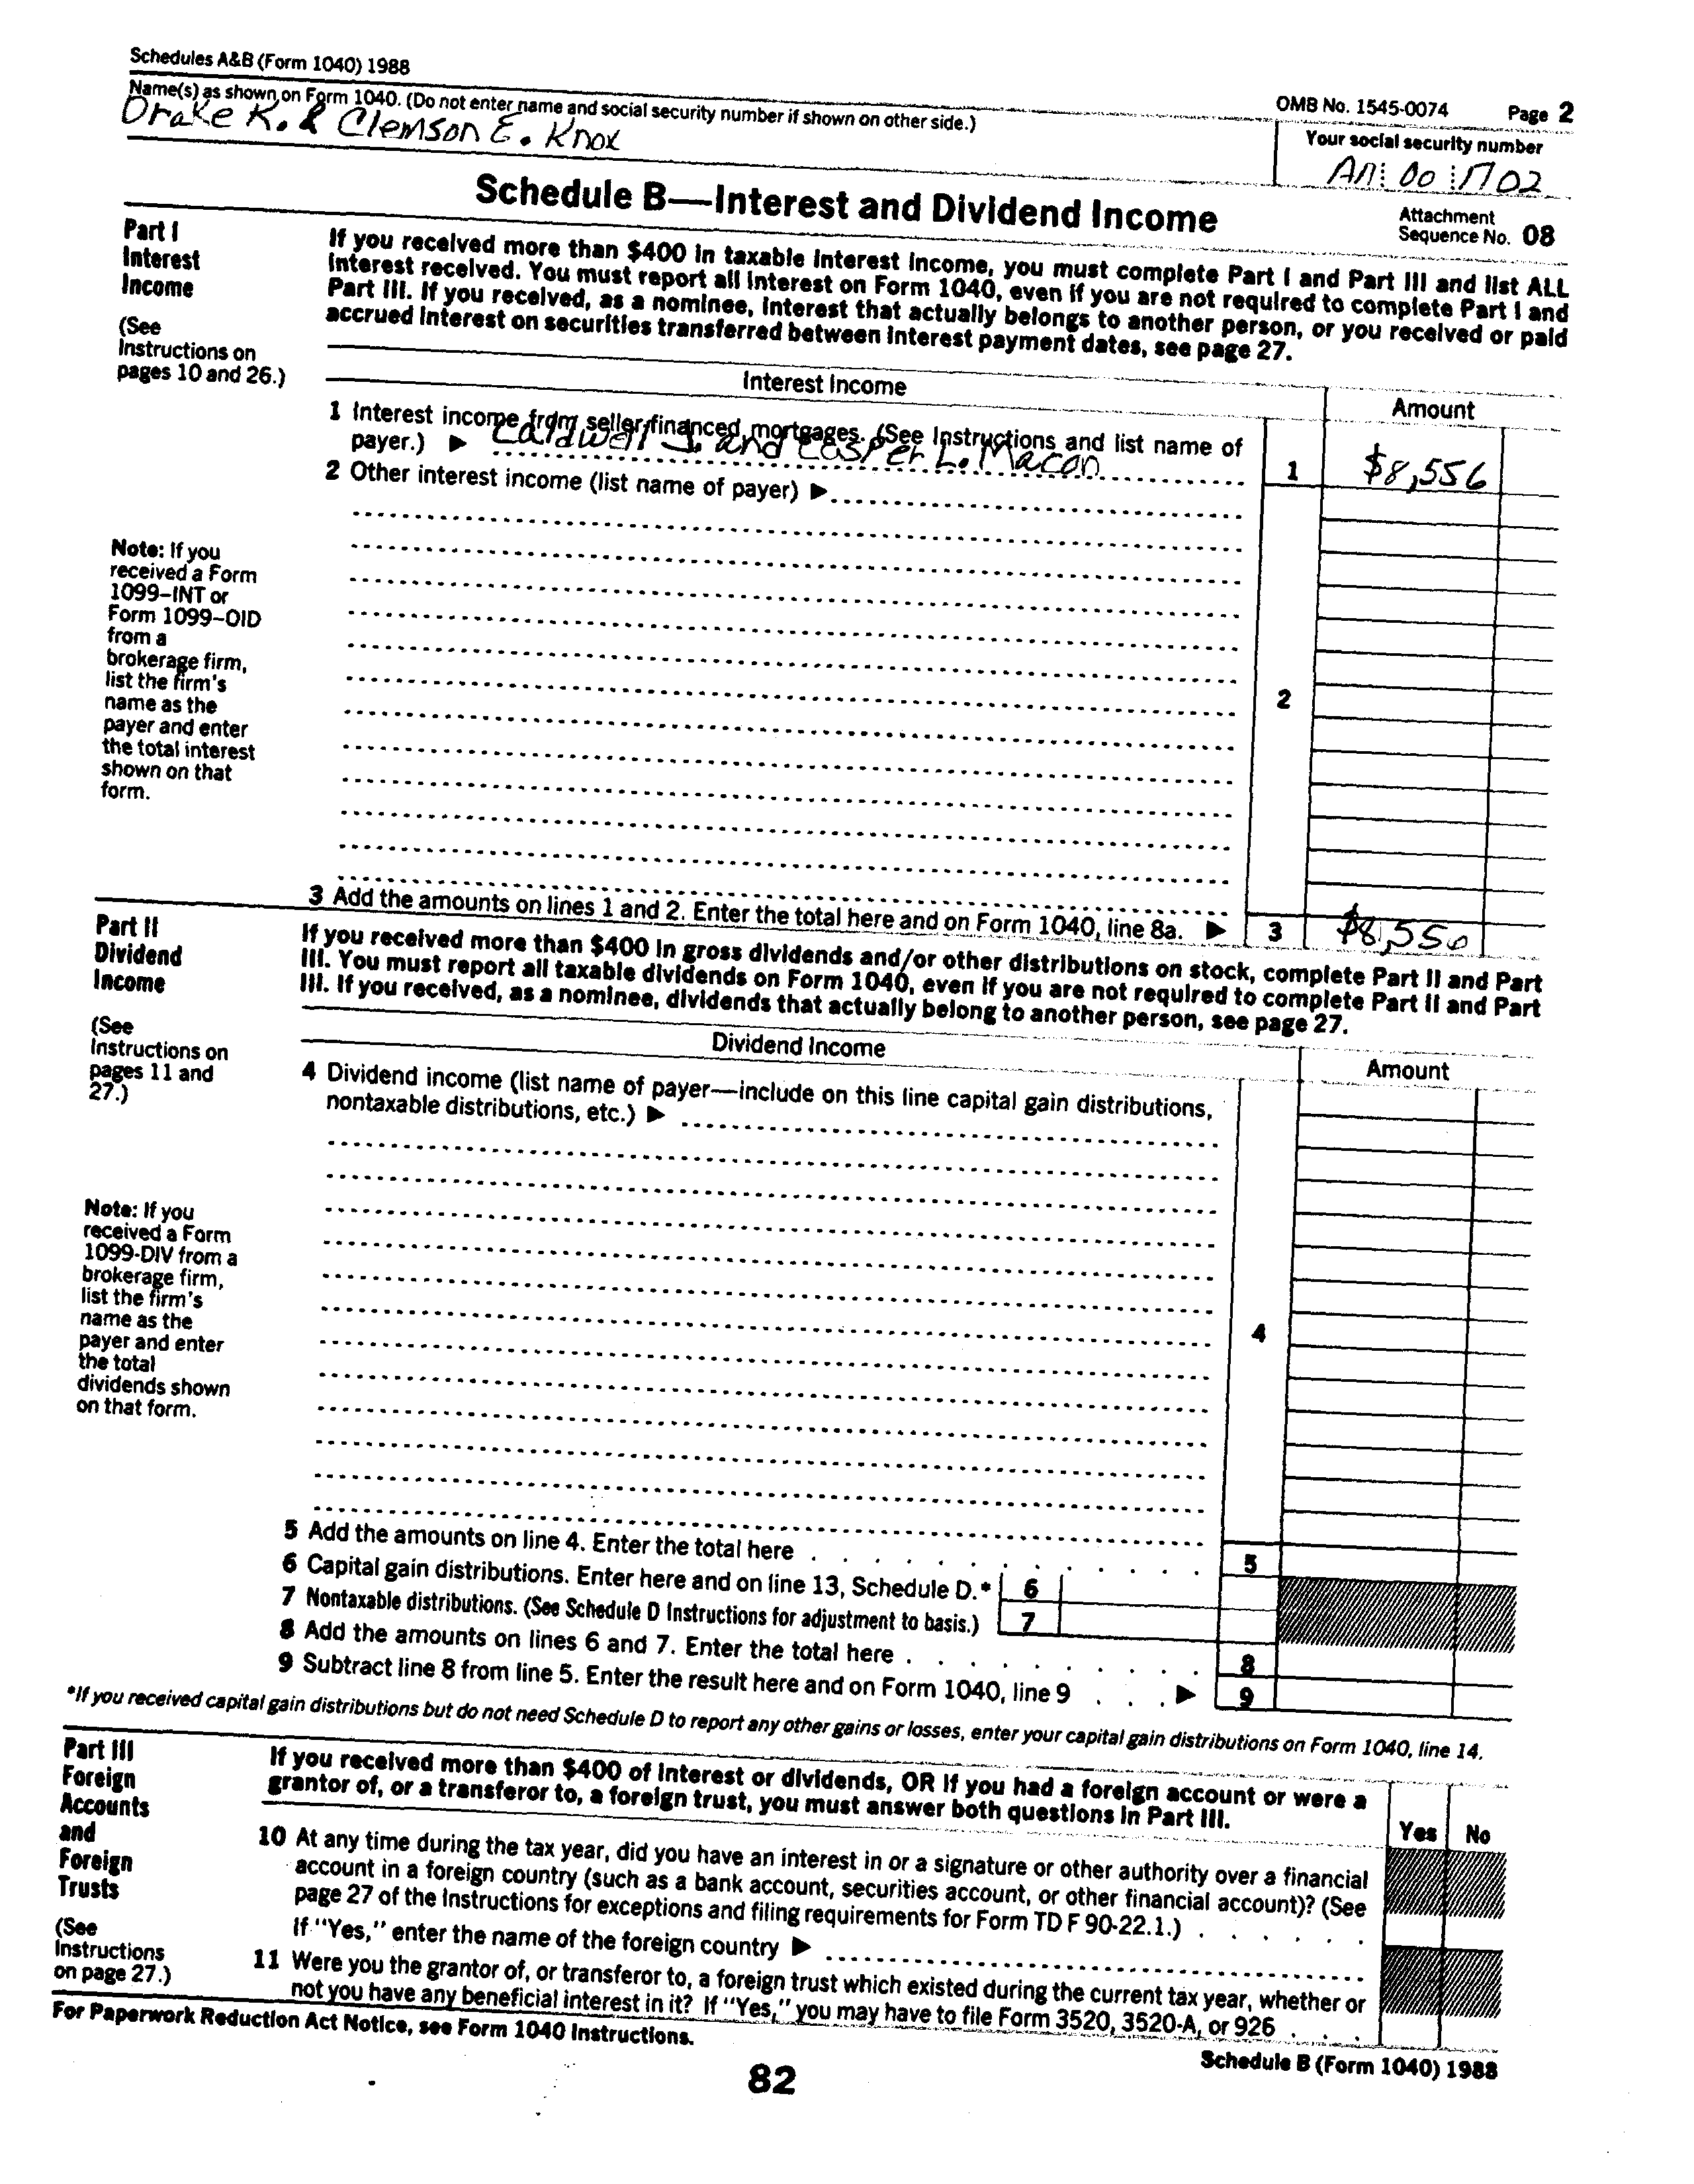 Schedules A&B (Form 1040) 1988
OMB No. 1545-0074 Page 2
Name(s) as shown on Form 1040. (Do not enter name and social security number if shown on other side.)
Drake K. & Clemson E. Knox
Your social security number
Schedule B—Interest and Dividend Income
Attachment
Sequence No. 08
Part I
Interest
Income
(See
Instructions on
pages 10 and 26.)
If you received more than $400 in taxable interest income, you must complete Part I and Part III and list ALL
interest received. You must report all interest on Form 1040, even if you are not required to complete Part I and
Part III. If you received, as a nominee, interest that actually belongs to another person, or you received or paid
accrued interest on securities transferred between interest payment dates, see page 27.
Interest Income
Amount
1 Interest income from seller-financed mortgages. (See Instructions and list name of
payer.) ▶ Caldwell J. and Casper L. Macon
1 $8,556
2 Other interest income (list name of payer) ▶
Note: If you
received a Form
1099–INT or
Form 1099–OID
from a
brokerage firm,
list the firm's
name as the
payer and enter
the total interest
shown on that
form.
2
3 Add the amounts on lines 1 and 2. Enter the total here and on Form 1040, line 8a. ▶ 3 $8,556
Part II
Dividend
Income
(See
Instructions on
pages 11 and
27.)
If you received more than $400 in gross dividends and/or other distributions on stock, complete Part II and Part
III. You must report all taxable dividends on Form 1040, even if you are not required to complete Part II and Part
III. If you received, as a nominee, dividends that actually belong to another person, see page 27.
Dividend Income
Amount
4 Dividend income (list name of payer—include on this line capital gain distributions,
nontaxable distributions, etc.) ▶
Note: If you
received a Form
1099-DIV from a
brokerage firm,
list the firm's
name as the
payer and enter
the total
dividends shown
on that form.
4
5 Add the amounts on line 4. Enter the total here 5
6 Capital gain distributions. Enter here and on line 13, Schedule D.* 6
7 Nontaxable distributions. (See Schedule D Instructions for adjustment to basis.) 7
8 Add the amounts on lines 6 and 7. Enter the total here 8
9 Subtract line 8 from line 5. Enter the result here and on Form 1040, line 9 ▶ 9
*If you received capital gain distributions but do not need Schedule D to report any other gains or losses, enter your capital gain distributions on Form 1040, line 14.
Part III
Foreign
Accounts
and
Foreign
Trusts
(See
Instructions
on page 27.)
If you received more than $400 of interest or dividends, OR if you had a foreign account or were a
grantor of, or a transferor to, a foreign trust, you must answer both questions in Part III.
Yes No
10 At any time during the tax year, did you have an interest in or a signature or other authority over a financial
account in a foreign country (such as a bank account, securities account, or other financial account)? (See
page 27 of the Instructions for exceptions and filing requirements for Form TD F 90-22.1.)
If "Yes," enter the name of the foreign country ▶
11 Were you the grantor of, or transferor to, a foreign trust which existed during the current tax year, whether or
not you have any beneficial interest in it? If "Yes," you may have to file Form 3520, 3520-A, or 926
For Paperwork Reduction Act Notice, see Form 1040 Instructions.
Schedule B (Form 1040) 1988
82